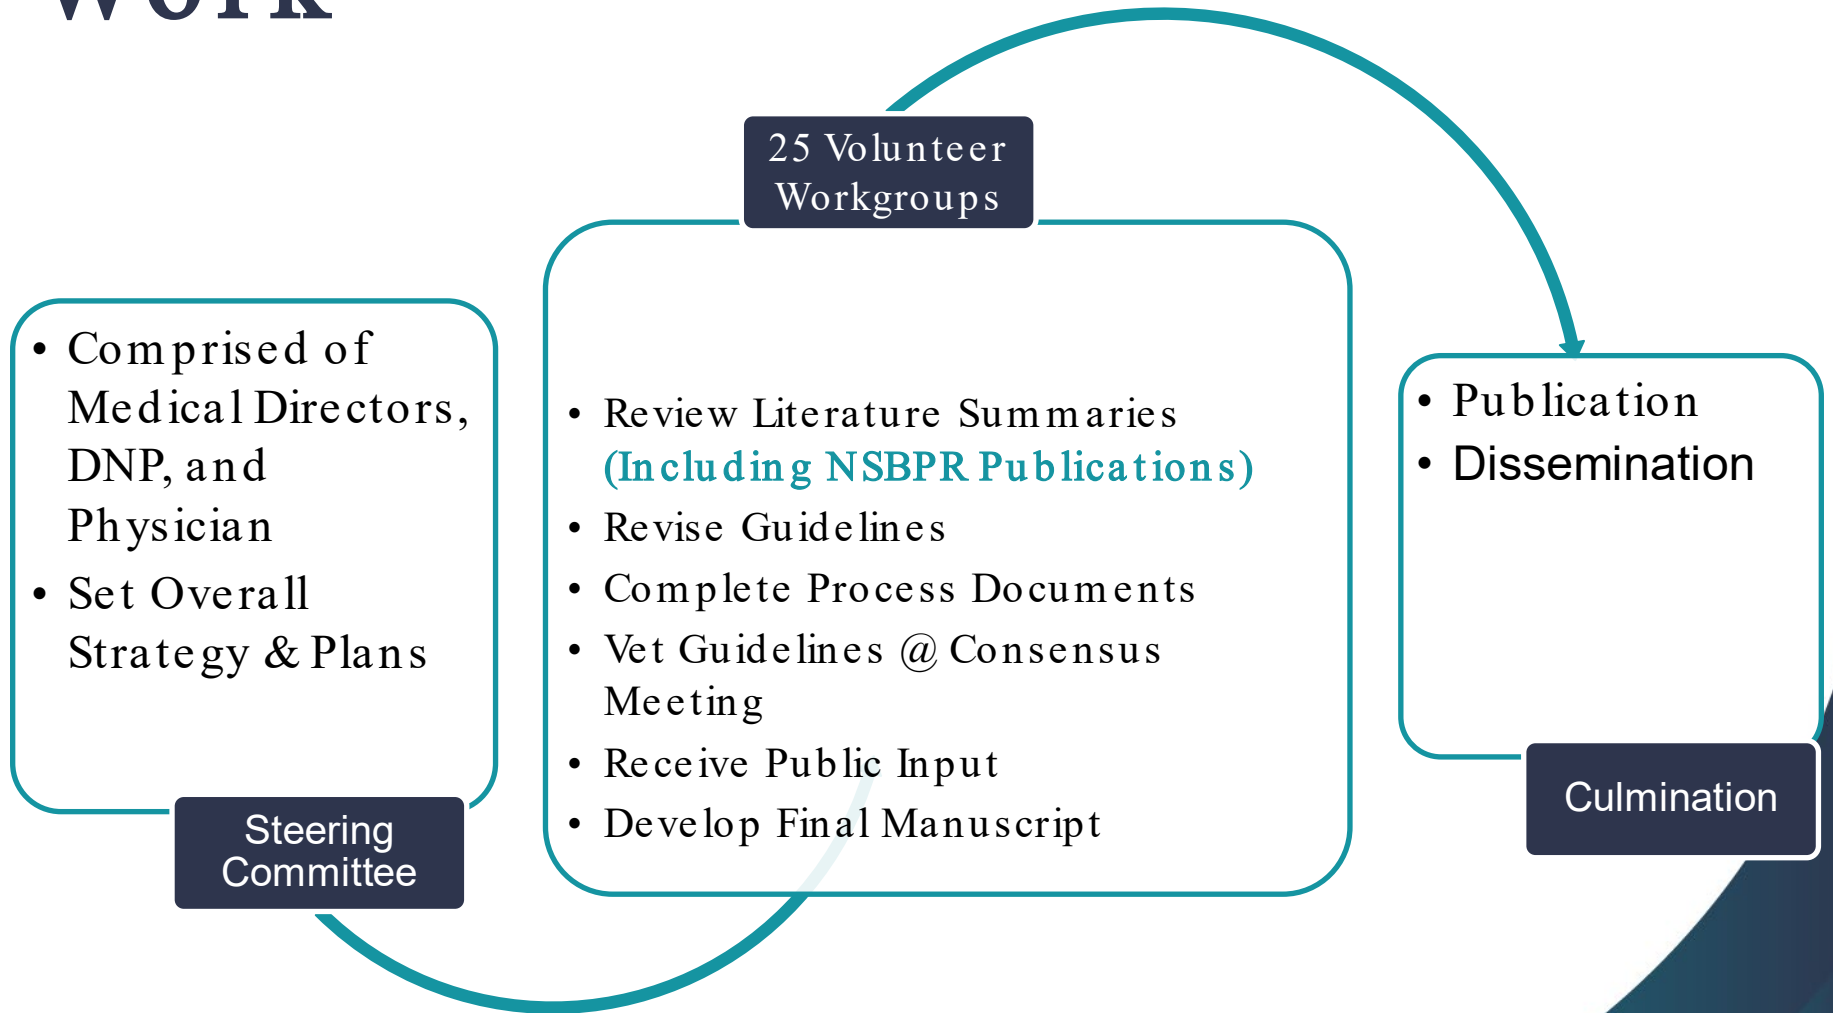 Work
25 Volunteer
Workgroups
• Comprised of
Medical Directors,
DNP, and
Physician
• Set Overall
Strategy & Plans
Steering
Committee
• Review Literature Summaries
(Including NSBPR Publications)
• Revise Guidelines
• Complete Process Documents
• Vet Guidelines @ Consensus
Meeting
• Receive Public Input
• Develop Final Manuscript
• Publication
• Dissemination
Culmination